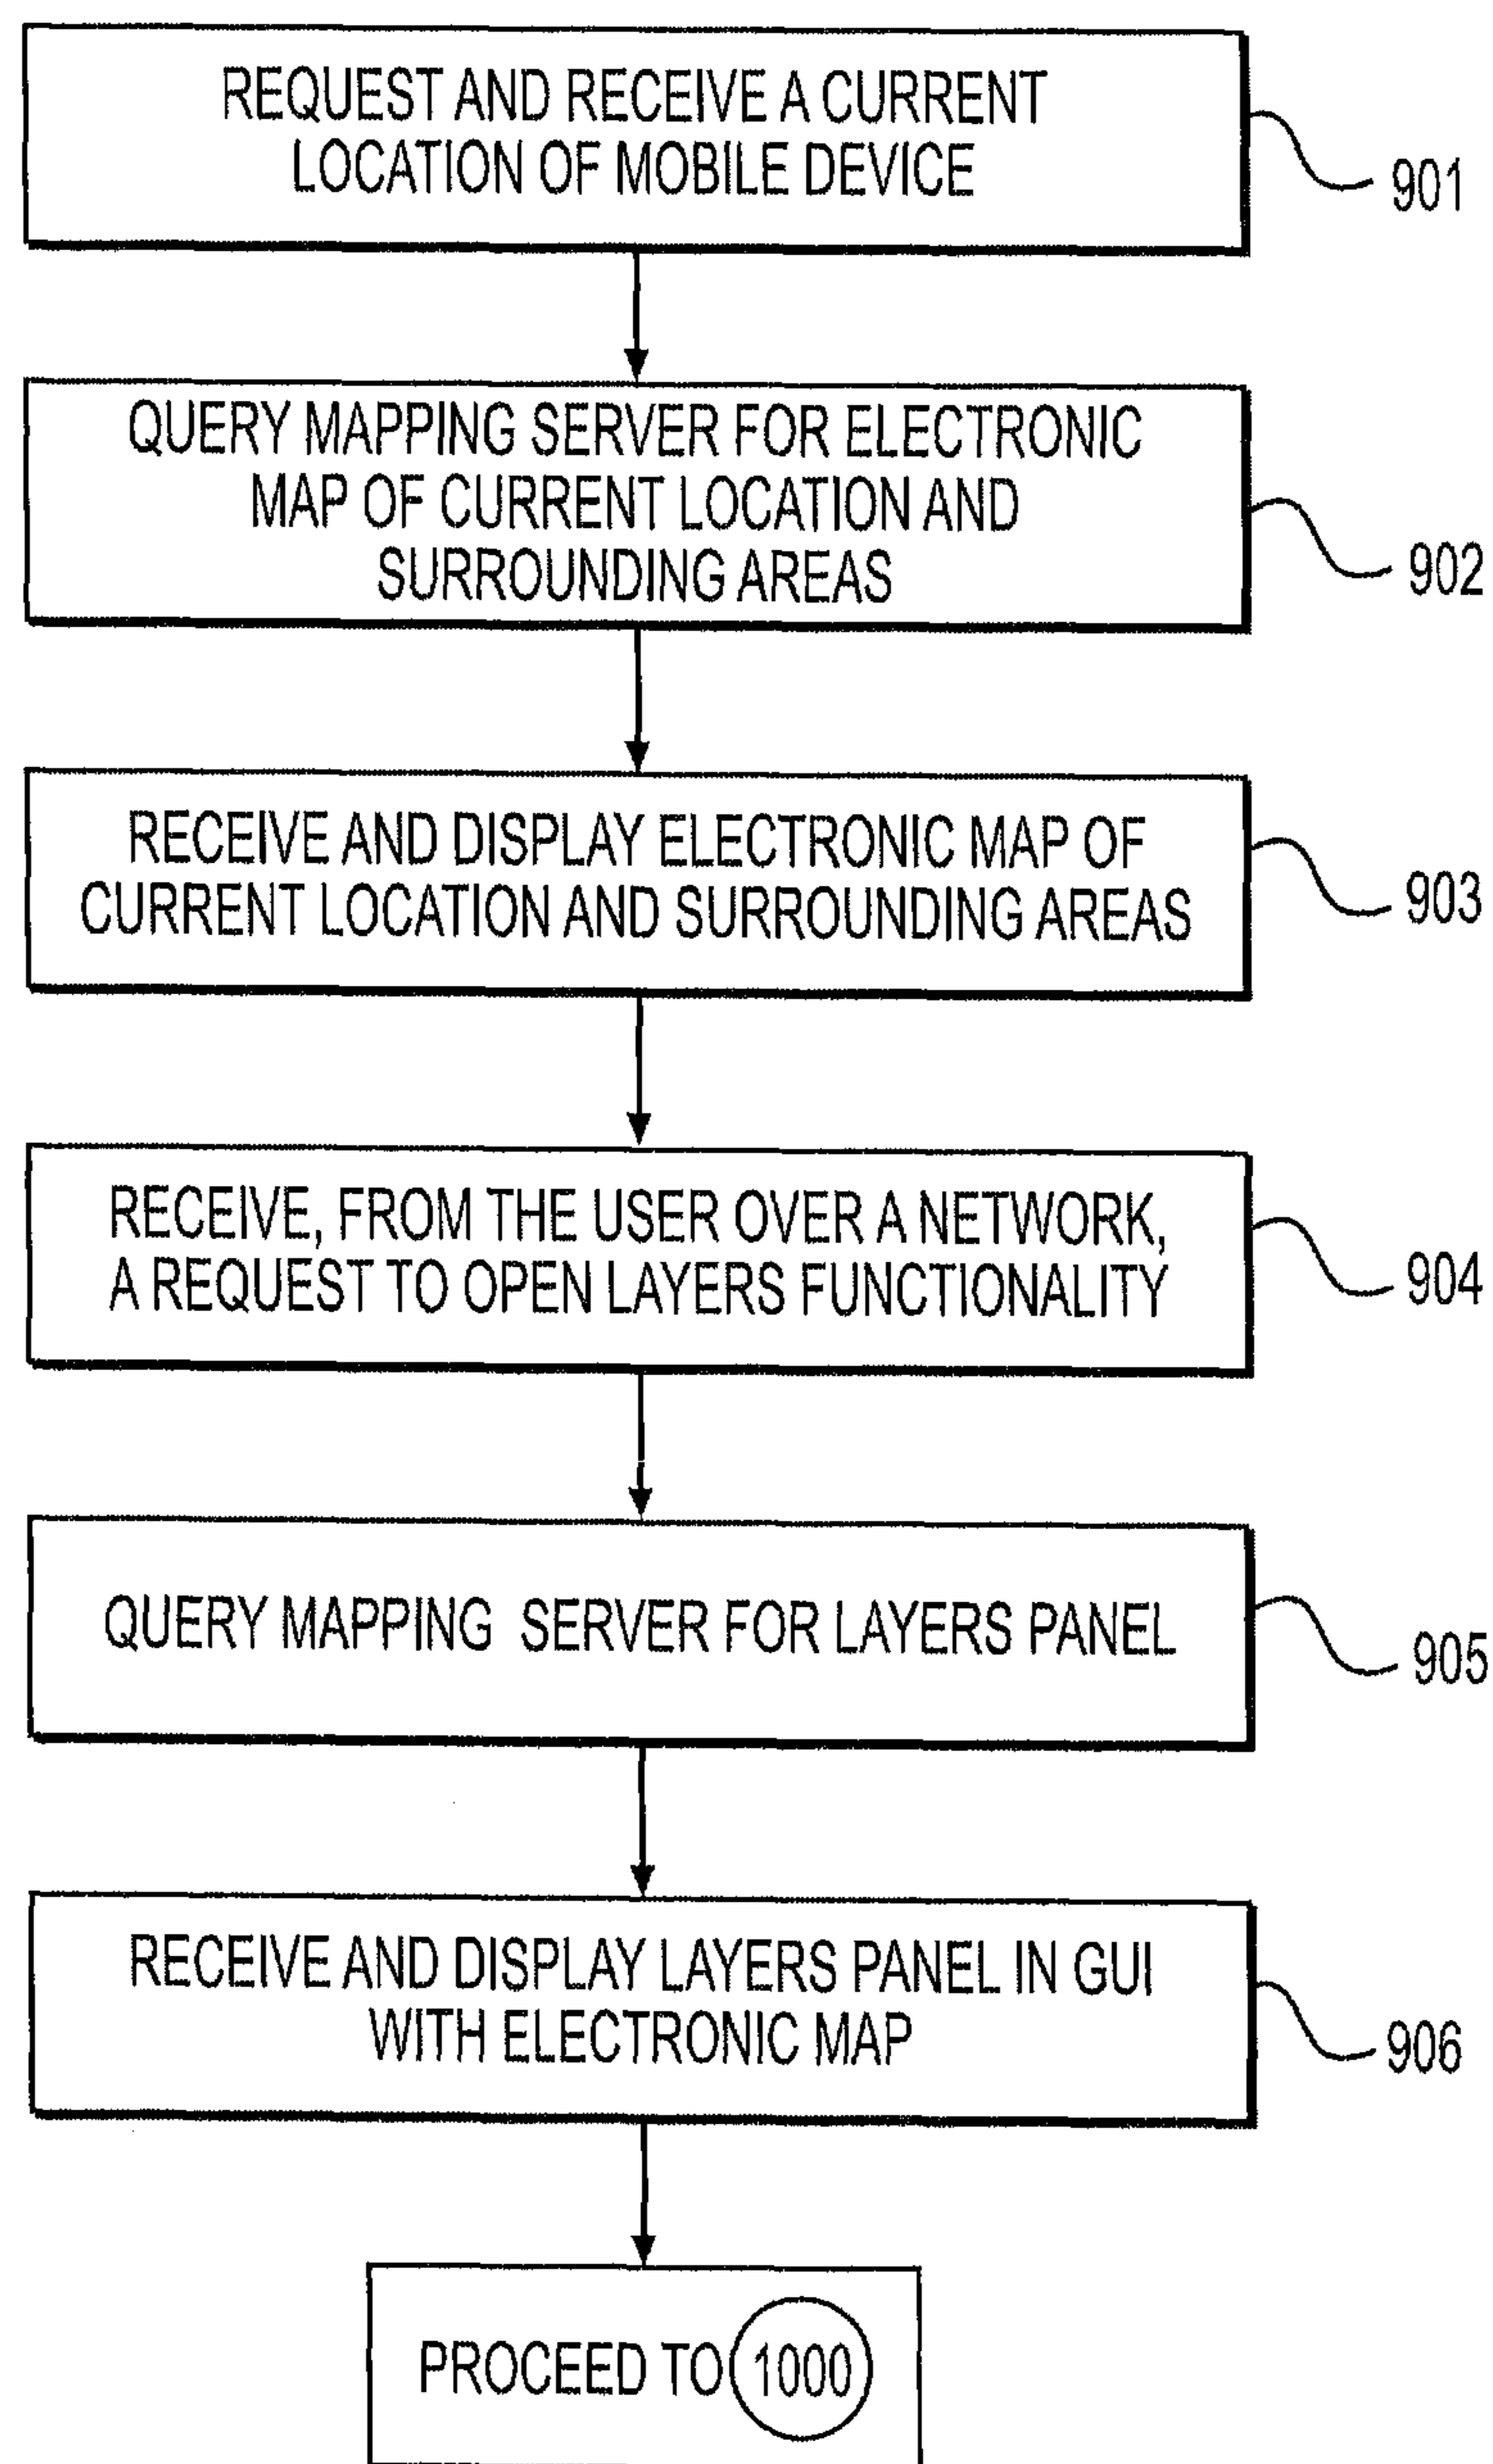 REQUEST AND RECEIVE A CURRENT
LOCATION OF MOBILE DEVICE
901
QUERY MAPPING SERVER FOR ELECTRONIC
MAP OF CURRENT LOCATION AND
SURROUNDING AREAS
902
RECEIVE AND DISPLAY ELECTRONIC MAP OF
CURRENT LOCATION AND SURROUNDING AREAS
903
RECEIVE, FROM THE USER OVER A NETWORK,
A REQUEST TO OPEN LAYERS FUNCTIONALITY
904
QUERY MAPPING SERVER FOR LAYERS PANEL
905
RECEIVE AND DISPLAY LAYERS PANEL IN GUI
WITH ELECTRONIC MAP
906
PROCEED TO 1000